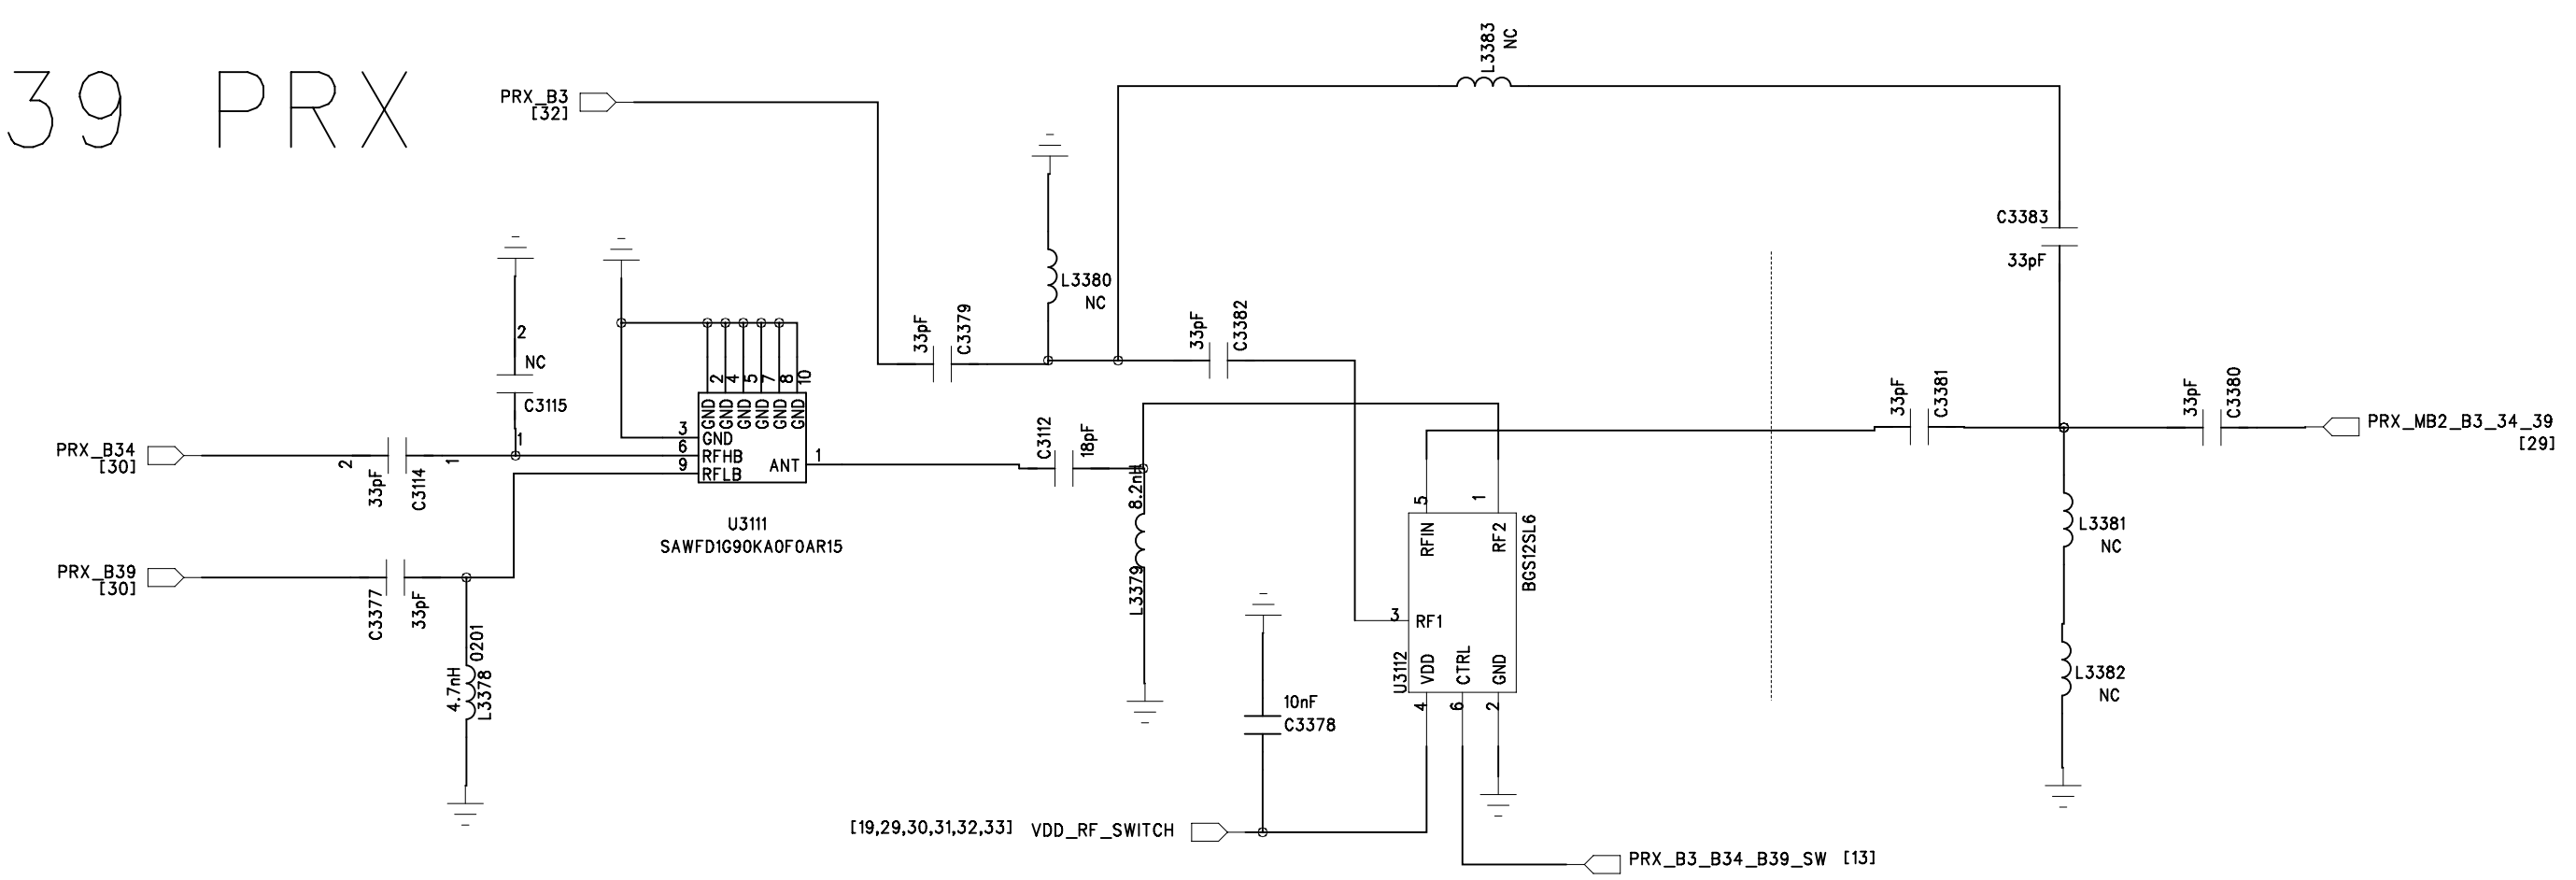 39 PRX
PRX_B3
[32]
L3383
NC
C3383
33pF
L3380
NC
33pF
C3379
33pF
C3382
2
NC
C3115
1
2
4
5
7
8
10
GND
GND
GND
GND
GND
GND
3
GND
6
RFHB
9
RFLB
ANT
1
U3111
SAWFD1G90KA0F0AR15
PRX_B34
[30]
2
33pF
C3114
1
PRX_B39
[30]
C3377
33pF
0201
4.7nH
L3378
C3112
18pF
8.2nH
L3379
5
1
RFIN
RF2
BGS12SL6
3
RF1
U3112
VDD
CTRL
GND
4
6
2
10nF
C3378
[19,29,30,31,32,33] VDD_RF_SWITCH
PRX_B3_B34_B39_SW [13]
33pF
C3381
33pF
C3380
PRX_MB2_B3_34_39
[29]
L3381
NC
L3382
NC